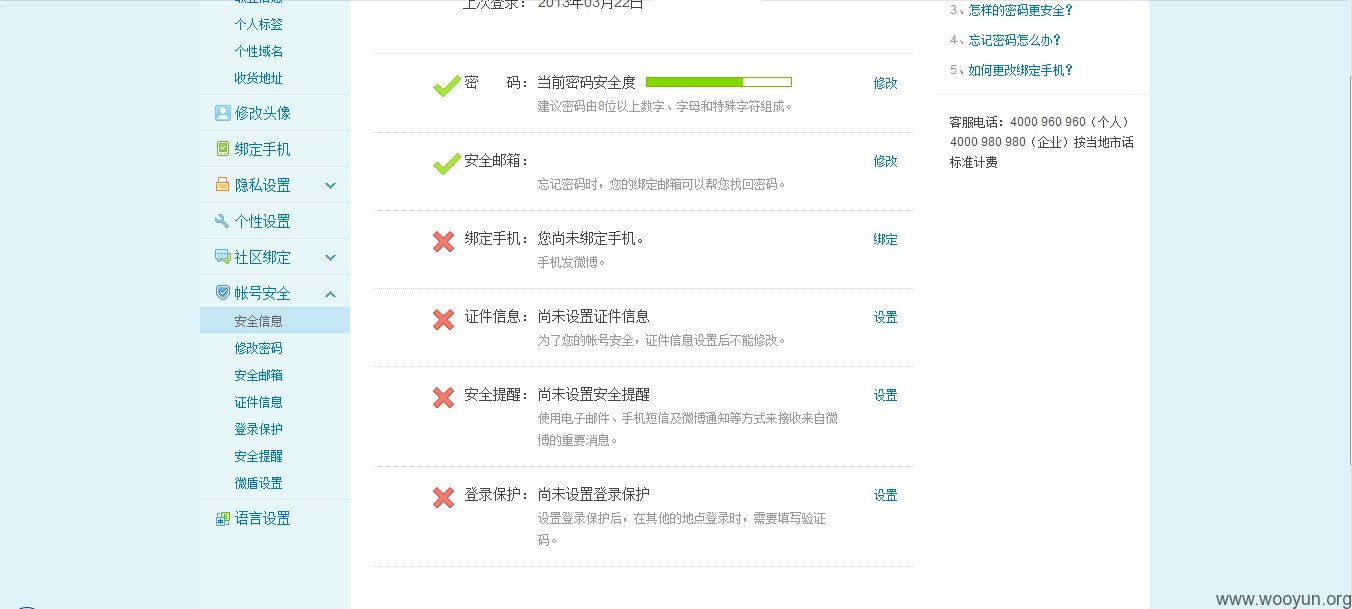 职业信息
个人标签
个性域名
收货地址
修改头像
绑定手机
隐私设置
个性设置
社区绑定
帐号安全
安全信息
修改密码
安全邮箱
证件信息
登录保护
安全提醒
微盾设置
语言设置
上次登录： 2013年03月22日
密 码： 当前密码安全度 修改
建议密码由8位以上数字、字母和特殊字符组成。
安全邮箱： 修改
忘记密码时，您的绑定邮箱可以帮您找回密码。
绑定手机： 您尚未绑定手机。 绑定
手机发微博。
证件信息： 尚未设置证件信息 设置
为了您的帐号安全，证件信息设置后不能修改。
安全提醒： 尚未设置安全提醒 设置
使用电子邮件、手机短信及微博通知等方式来接收来自微
博的重要消息。
登录保护： 尚未设置登录保护 设置
设置登录保护后，在其他的地点登录时，需要填写验证
码。
3、怎样的密码更安全？
4、忘记密码怎么办？
5、如何更改绑定手机？
客服电话：4000 960 960（个人）
4000 980 980（企业）按当地市话
标准计费
www.wooyun.org